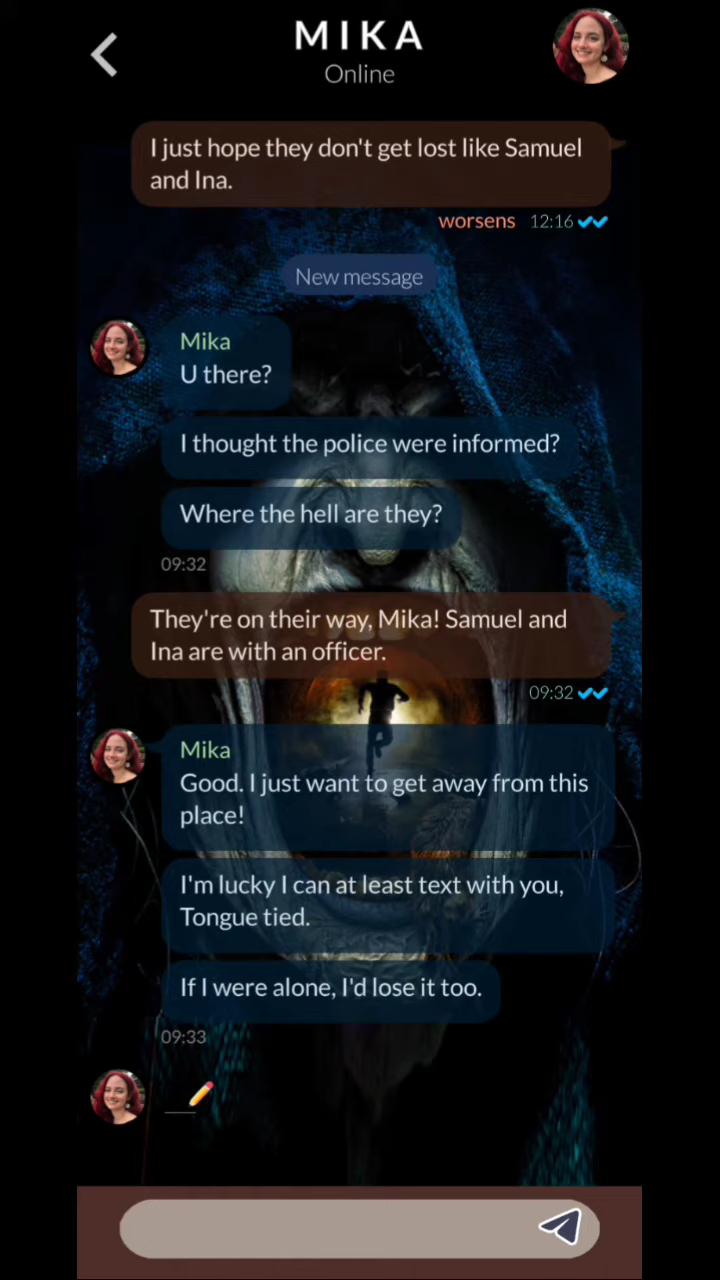 MIKA
Online
I just hope they don't get lost like Samuel
and Ina.
worsens 12:16
New message
Mika
U there?
I thought the police were informed?
Where the hell are they?
09:32
They're on their way, Mika! Samuel and
Ina are with an officer.
09:32
Mika
Good. I just want to get away from this
place!
I'm lucky I can at least text with you,
Tongue tied.
If I were alone, I'd lose it too.
09:33